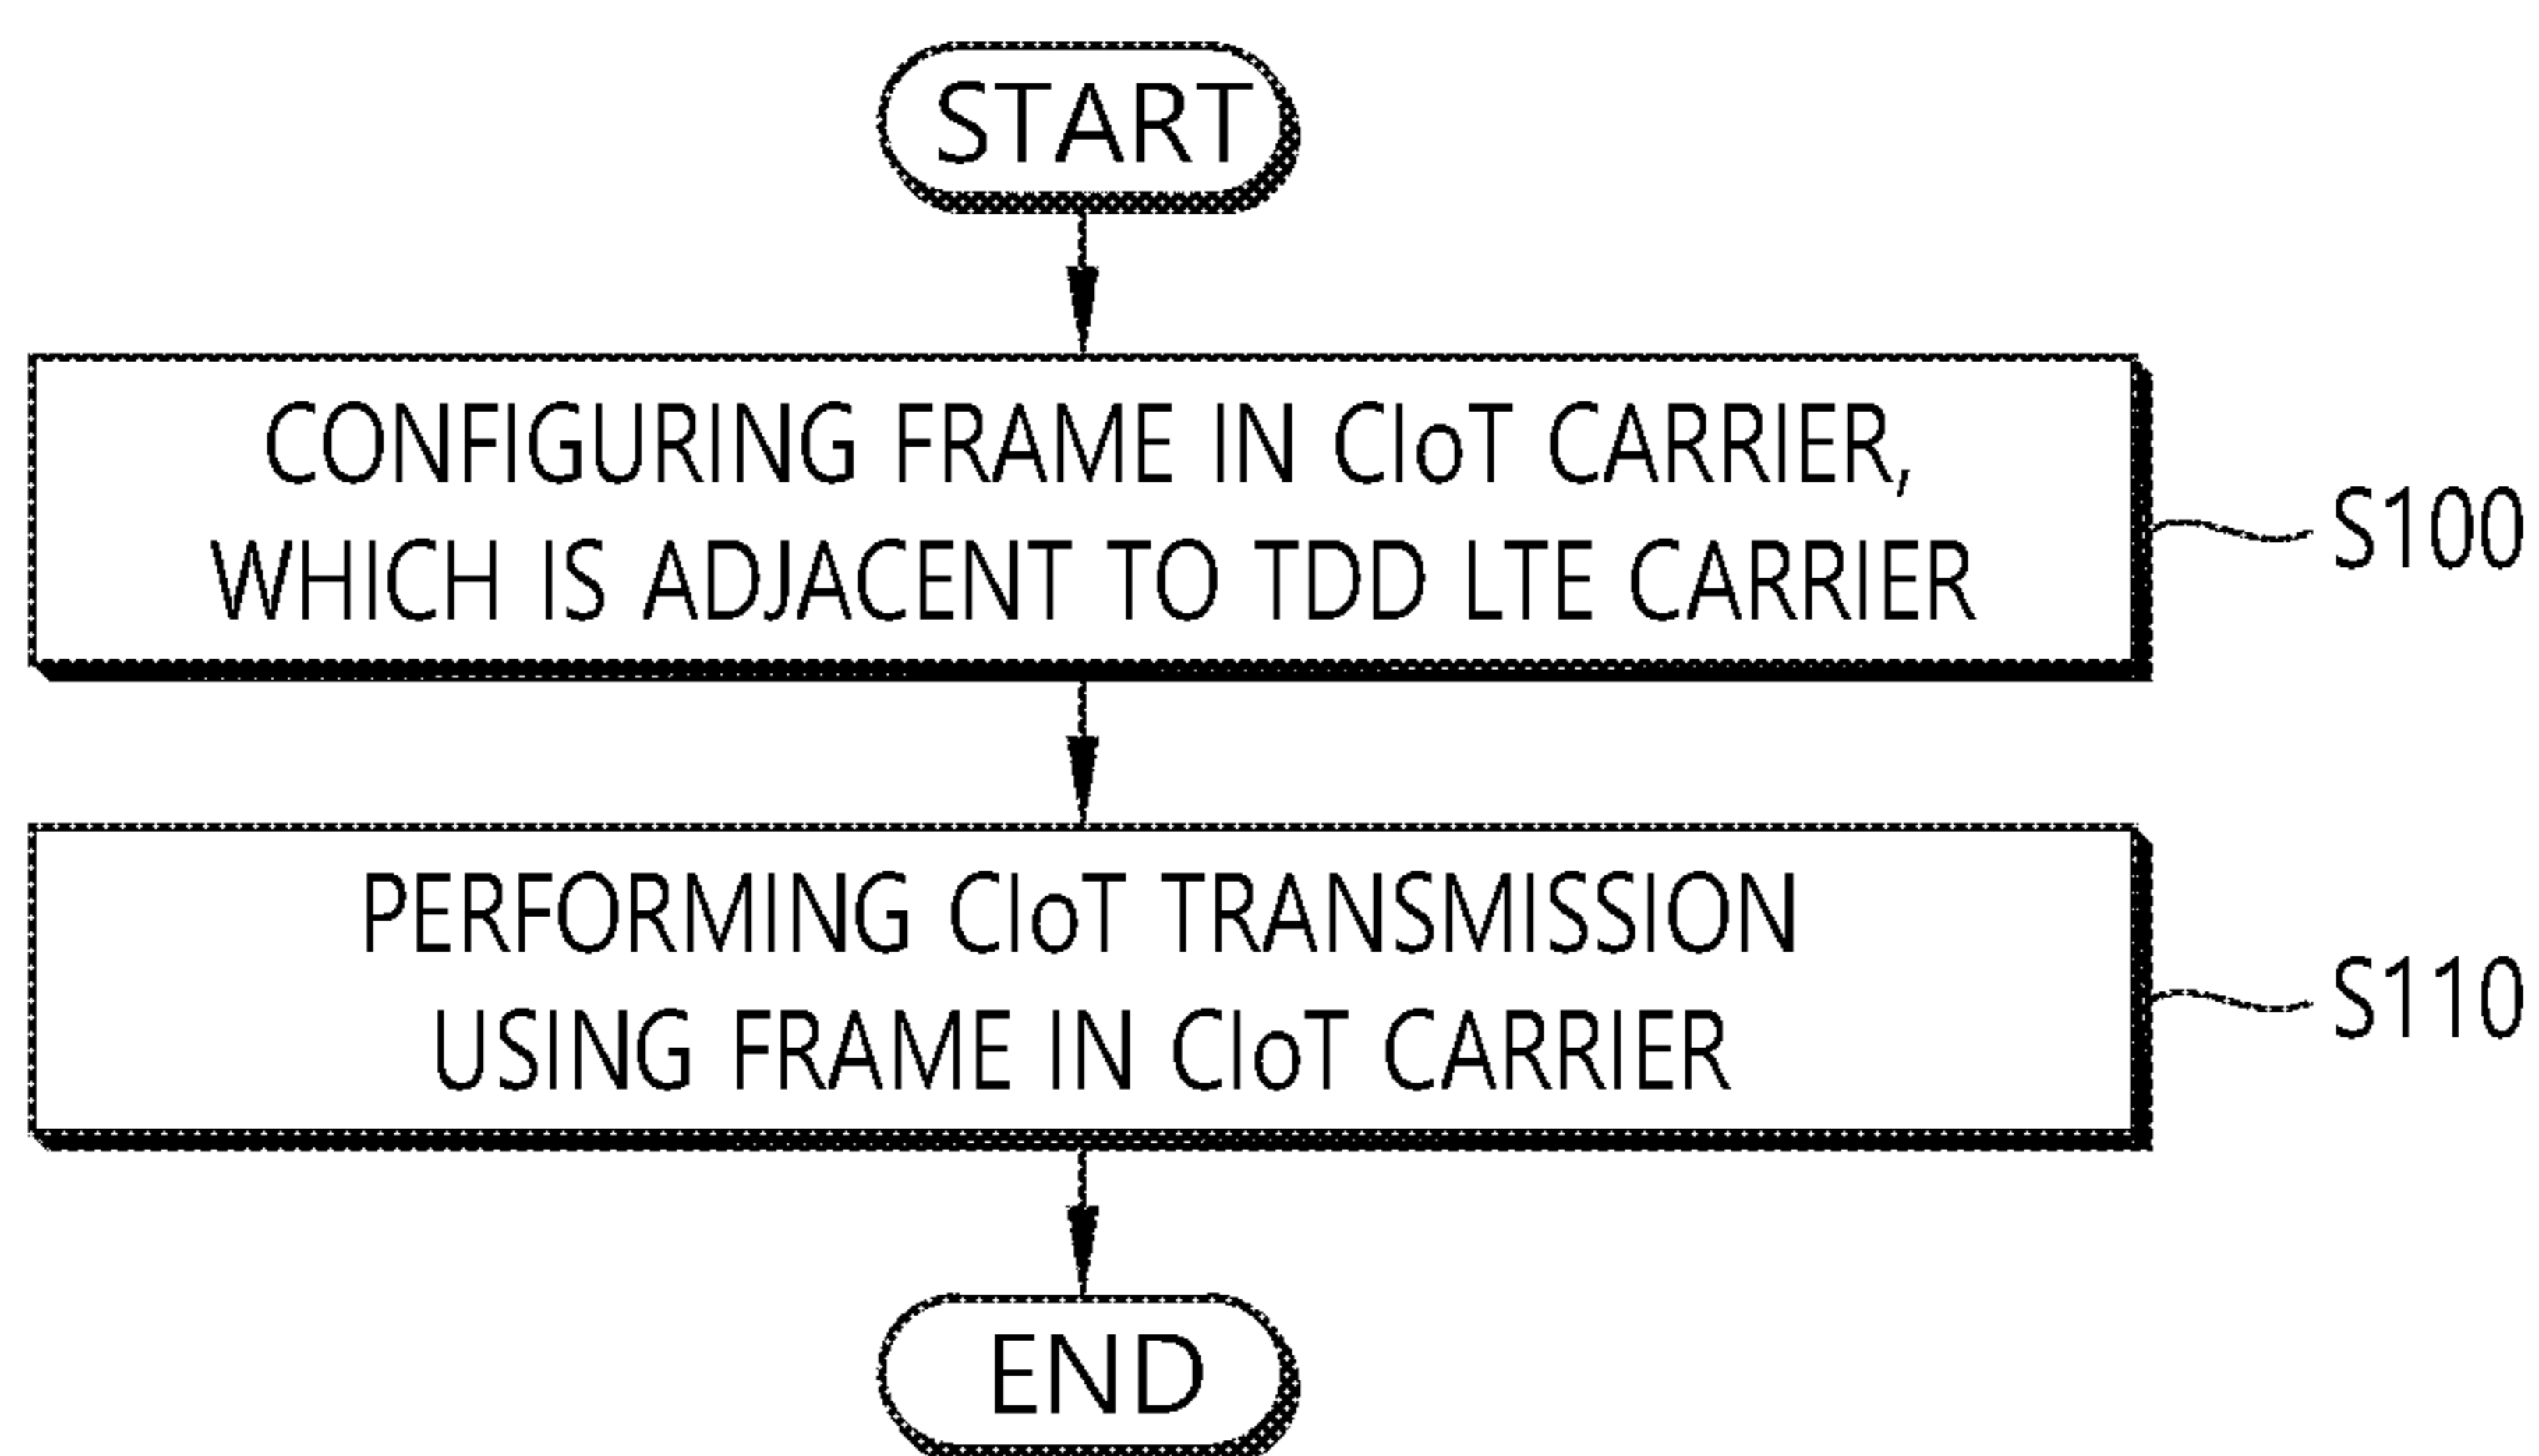 START
CONFIGURING FRAME IN CIoT CARRIER,
WHICH IS ADJACENT TO TDD LTE CARRIER
S100
PERFORMING CIoT TRANSMISSION
USING FRAME IN CIoT CARRIER
S110
END